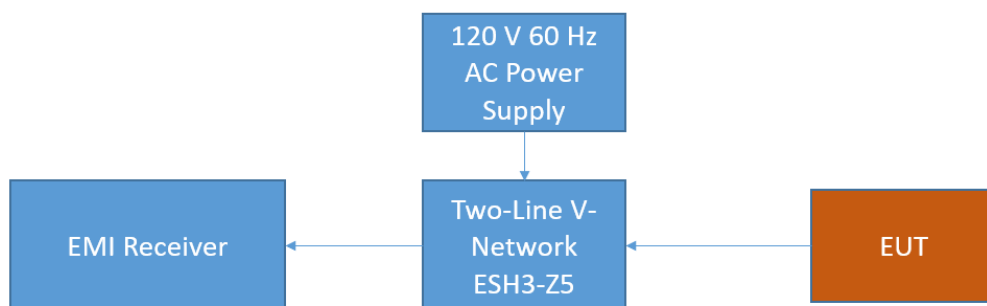 120 V 60 Hz
AC Power
Supply
EMI Receiver
Two-Line V-
Network
ESH3-Z5
EUT